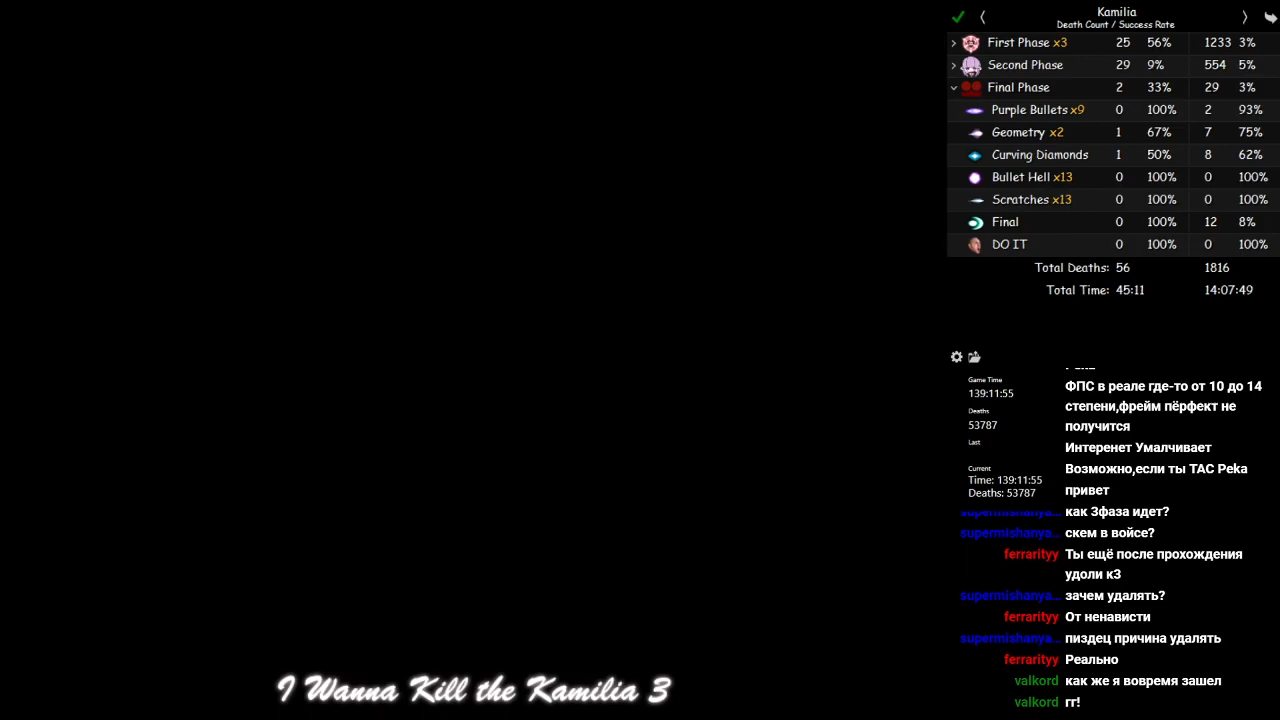 Kamilia
Death Count / Success Rate
First Phase x3 25 56% 1233 3%
Second Phase 29 9% 554 5%
Final Phase 2 33% 29 3%
Purple Bullets x9 0 100% 2 93%
Geometry x2 1 67% 7 75%
Curving Diamonds 1 50% 8 62%
Bullet Hell x13 0 100% 0 100%
Scratches x13 0 100% 0 100%
Final 0 100% 12 8%
DO IT 0 100% 0 100%
Total Deaths: 56 1816
Total Time: 45:11 14:07:49
Game Time
139:11:55
Deaths
53787
Last
Current
Time: 139:11:55
Deaths: 53787
ФПС в реале где-то от 10 до 14
степени,фрейм пёрфект не
получится
Интеренет Умалчивает
Возможно,если ты TAC Peka
привет
supermishanya... как 3фаза идет?
supermishanya... скем в войсе?
ferrarityy Ты ещё после прохождения
удоли к3
supermishanya... зачем удалять?
ferrarityy От ненависти
supermishanya... пиздец причина удалять
ferrarityy Реально
valkord как же я вовремя зашел
valkord гг!
I Wanna Kill the Kamilia 3